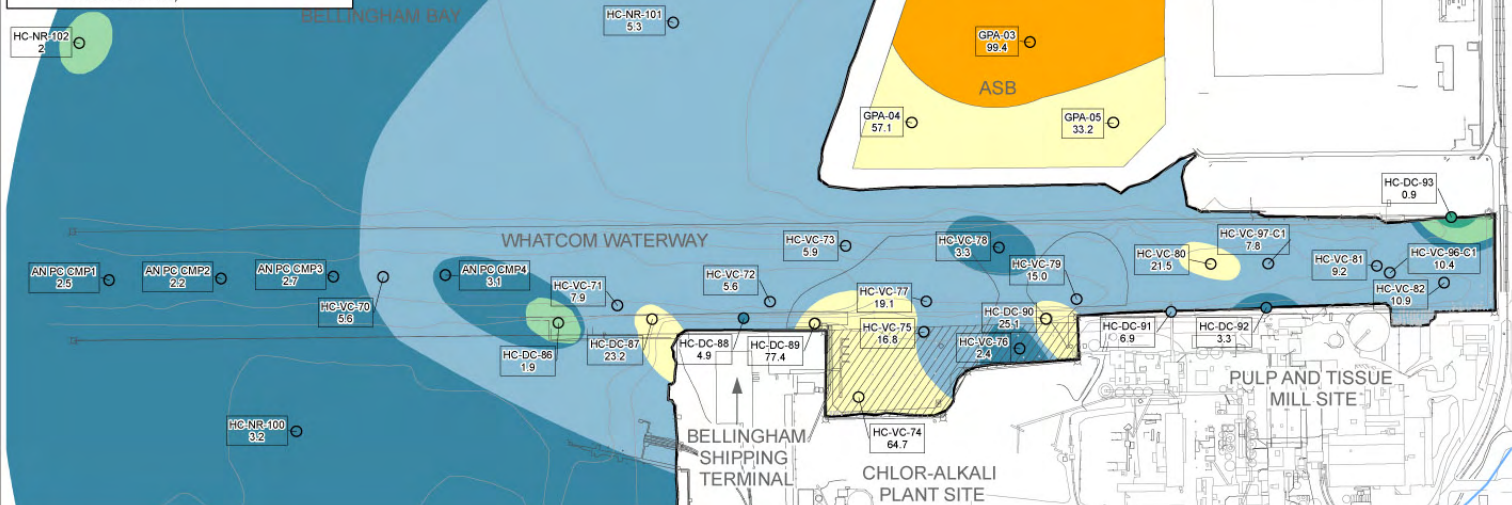 BELLINGHAM BAY
HC-NR-102
2
HC-NR-101
5.3
GPA-03
99.4
ASB
GPA-04
57.1
GPA-05
33.2
HC-DC-93
0.9
WHATCOM WATERWAY
HC-VC-73
5.9
HC-VC-78
3.3
HC-VC-97-C1
7.8
HC-VC-80
21.5
HC-VC-81
9.2
HC-VC-96-C1
10.4
AN PC CMP1
2.5
AN PC CMP2
2.2
AN PC CMP3
2.7
AN PC CMP4
3.1
HC-VC-70
5.6
HC-VC-71
7.9
HC-VC-72
5.6
HC-VC-77
19.1
HC-VC-79
15.0
HC-VC-82
10.9
HC-DC-86
1.9
HC-DC-87
23.2
HC-DC-88
4.9
HC-DC-89
77.4
HC-VC-75
16.8
HC-DC-90
25.1
HC-VC-76
2.4
HC-DC-91
6.9
HC-DC-92
3.3
HC-NR-100
3.2
HC-VC-74
64.7
BELLINGHAM
SHIPPING
TERMINAL
CHLOR-ALKALI
PLANT SITE
PULP AND TISSUE
MILL SITE